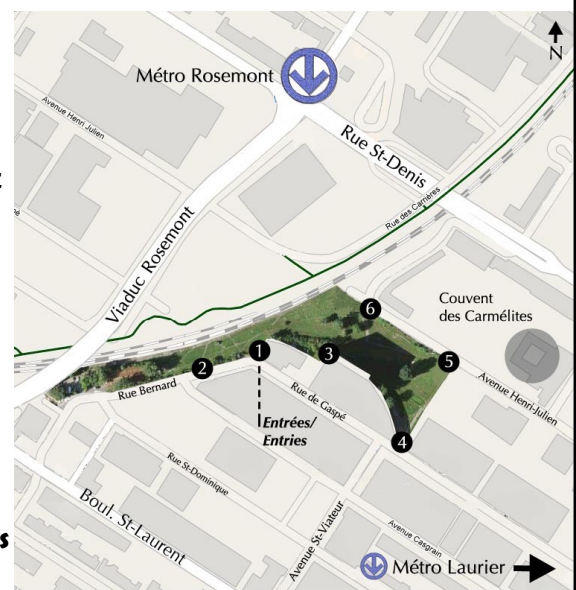 N
Métro Rosemont
Avenue Henri Julien
Rue St-Denis
Rue des Carrières
Viaduc Rosemont
Couvent
des Carmélites
6
1
3
2
5
Rue Bernard
Rue de Gaspé
Avenue Henri-Julien
Entrées/
Entries
4
Rue St-Dominique
Boul. St-Laurent
Avenue St-Viateur
Avenue Casgrain
Métro Laurier
s